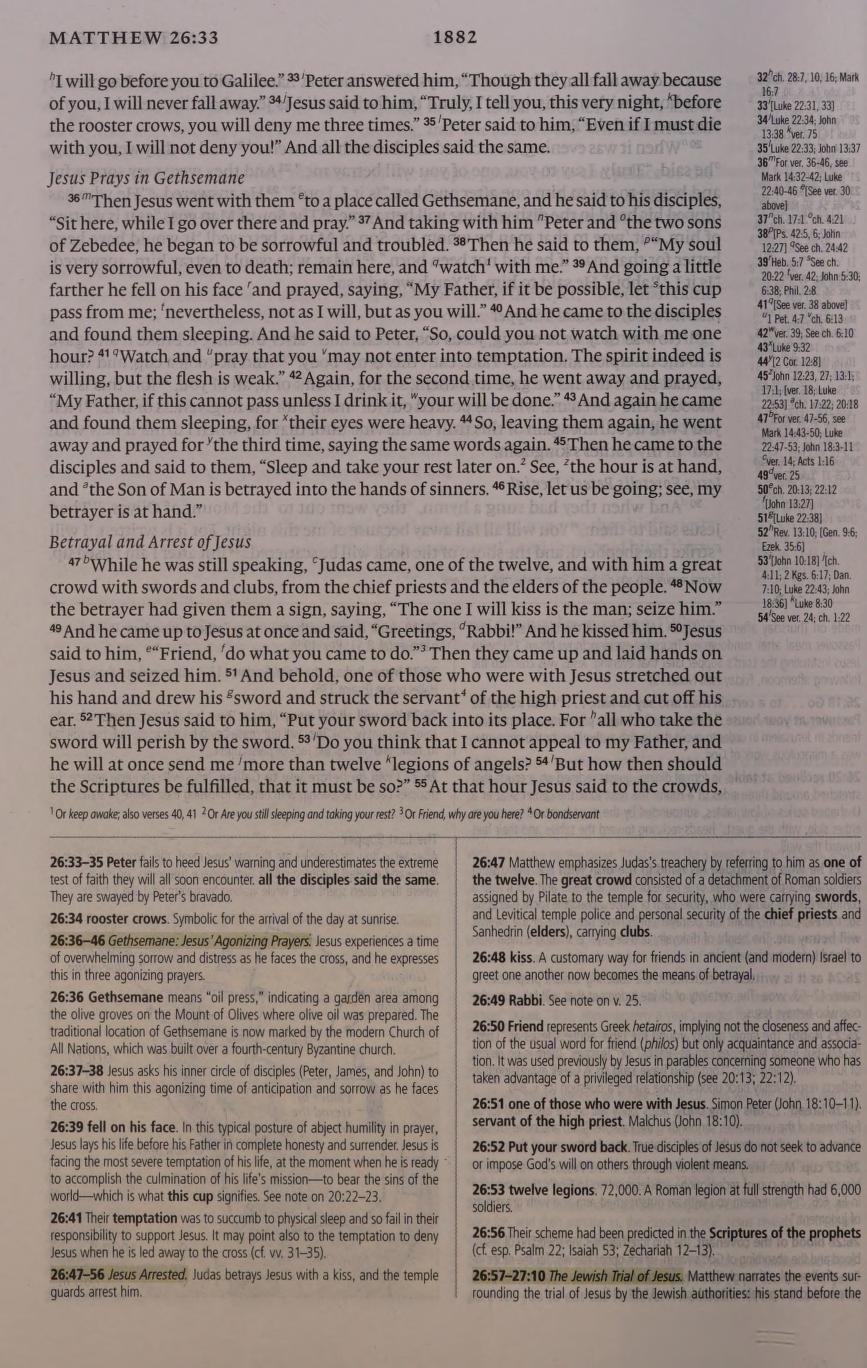 MATTHEW 26:33
1882
ʰI will go before you to Galilee.” ³³ ⁱPeter answered him, “Though they all fall away because
of you, I will never fall away.” ³⁴ ʲJesus said to him, “Truly, I tell you, this very night, ᵏbefore
the rooster crows, you will deny me three times.” ³⁵ ˡPeter said to him, “Even if I must die
with you, I will not deny you!” And all the disciples said the same.
Jesus Prays in Gethsemane
³⁶ ᵐThen Jesus went with them ᵉto a place called Gethsemane, and he said to his disciples,
“Sit here, while I go over there and pray.” ³⁷ And taking with him ⁿPeter and ᵒthe two sons
of Zebedee, he began to be sorrowful and troubled. ³⁸ Then he said to them, ᵖ“My soul
is very sorrowful, even to death; remain here, and ᑫwatch¹ with me.” ³⁹ And going a little
farther he fell on his face ʳand prayed, saying, “My Father, if it be possible, let ˢthis cup
pass from me; ᵗnevertheless, not as I will, but as you will.” ⁴⁰ And he came to the disciples
and found them sleeping. And he said to Peter, “So, could you not watch with me one
hour? ⁴¹ ᑫWatch and ᵘpray that you ᵛmay not enter into temptation. The spirit indeed is
willing, but the flesh is weak.” ⁴² Again, for the second time, he went away and prayed,
“My Father, if this cannot pass unless I drink it, ʷyour will be done.” ⁴³ And again he came
and found them sleeping, for ˣtheir eyes were heavy. ⁴⁴ So, leaving them again, he went
away and prayed for ʸthe third time, saying the same words again. ⁴⁵ Then he came to the
disciples and said to them, “Sleep and take your rest later on.² See, ᶻthe hour is at hand,
and ᵃthe Son of Man is betrayed into the hands of sinners. ⁴⁶ Rise, let us be going; see, my
betrayer is at hand.”
Betrayal and Arrest of Jesus
⁴⁷ ᵇWhile he was still speaking, ᶜJudas came, one of the twelve, and with him a great
crowd with swords and clubs, from the chief priests and the elders of the people. ⁴⁸ Now
the betrayer had given them a sign, saying, “The one I will kiss is the man; seize him.”
⁴⁹ And he came up to Jesus at once and said, “Greetings, ᵈRabbi!” And he kissed him. ⁵⁰ Jesus
said to him, ᵉ“Friend, ᶠdo what you came to do.”³ Then they came up and laid hands on
Jesus and seized him. ⁵¹ And behold, one of those who were with Jesus stretched out
his hand and drew his ᵍsword and struck the servant⁴ of the high priest and cut off his
ear. ⁵² Then Jesus said to him, “Put your sword back into its place. For ʰall who take the
sword will perish by the sword. ⁵³ ⁱDo you think that I cannot appeal to my Father, and
he will at once send me ʲmore than twelve ᵏlegions of angels? ⁵⁴ ˡBut how then should
the Scriptures be fulfilled, that it must be so?” ⁵⁵ At that hour Jesus said to the crowds,
¹ Or keep awake; also verses 40, 41 ² Or Are you still sleeping and taking your rest? ³ Or Friend, why are you here? ⁴ Or bondservant
32 ʰch. 28:7, 10, 16; Mark
16:7
33 ⁱ[Luke 22:31, 33]
34 ʲLuke 22:34; John
13:38 ᵏver. 75
35 ˡLuke 22:33; John 13:37
36 ᵐFor ver. 36-46, see
Mark 14:32-42; Luke
22:40-46 ᵉ[See ver. 30
above]
37 ⁿch. 17:1 ᵒch. 4:21
38 ᵖ[Ps. 42:5, 6; John
12:27] ᑫSee ch. 24:42
39 ʳHeb. 5:7 ˢSee ch.
20:22 ᵗver. 42; John 5:30;
6:38; Phil. 2:8
41 ᑫ[See ver. 38 above]
ᵘ1 Pet. 4:7 ᵛch. 6:13
42 ʷver. 39; See ch. 6:10
43 ˣLuke 9:32
44 ʸ[2 Cor. 12:8]
45 ᶻJohn 12:23, 27; 13:1;
17:1; [ver. 18; Luke
22:53] ᵃch. 17:22; 20:18
47 ᵇFor ver. 47-56, see
Mark 14:43-50; Luke
22:47-53; John 18:3-11
ᶜver. 14; Acts 1:16
49 ᵈver. 25
50 ᵉch. 20:13; 22:12
ᶠ[John 13:27]
51 ᵍ[Luke 22:38]
52 ʰRev. 13:10; [Gen. 9:6;
Ezek. 35:6]
53 ⁱ[John 10:18] ʲ[ch.
4:11; 2 Kgs. 6:17; Dan.
7:10; Luke 22:43; John
18:36] ᵏLuke 8:30
54 ˡSee ver. 24; ch. 1:22
26:33–35 Peter fails to heed Jesus' warning and underestimates the extreme
test of faith they will all soon encounter. all the disciples said the same.
They are swayed by Peter's bravado.
26:34 rooster crows. Symbolic for the arrival of the day at sunrise.
26:36–46 Gethsemane: Jesus' Agonizing Prayers. Jesus experiences a time
of overwhelming sorrow and distress as he faces the cross, and he expresses
this in three agonizing prayers.
26:36 Gethsemane means “oil press,” indicating a garden area among
the olive groves on the Mount of Olives where olive oil was prepared. The
traditional location of Gethsemane is now marked by the modern Church of
All Nations, which was built over a fourth-century Byzantine church.
26:37–38 Jesus asks his inner circle of disciples (Peter, James, and John) to
share with him this agonizing time of anticipation and sorrow as he faces
the cross.
26:39 fell on his face. In this typical posture of abject humility in prayer,
Jesus lays his life before his Father in complete honesty and surrender. Jesus is
facing the most severe temptation of his life, at the moment when he is ready
to accomplish the culmination of his life's mission—to bear the sins of the
world—which is what this cup signifies. See note on 20:22–23.
26:41 Their temptation was to succumb to physical sleep and so fail in their
responsibility to support Jesus. It may point also to the temptation to deny
Jesus when he is led away to the cross (cf. vv. 31–35).
26:47–56 Jesus Arrested. Judas betrays Jesus with a kiss, and the temple
guards arrest him.
26:47 Matthew emphasizes Judas's treachery by referring to him as one of
the twelve. The great crowd consisted of a detachment of Roman soldiers
assigned by Pilate to the temple for security, who were carrying swords,
and Levitical temple police and personal security of the chief priests and
Sanhedrin (elders), carrying clubs.
26:48 kiss. A customary way for friends in ancient (and modern) Israel to
greet one another now becomes the means of betrayal.
26:49 Rabbi. See note on v. 25.
26:50 Friend represents Greek hetairos, implying not the closeness and affec-
tion of the usual word for friend (philos) but only acquaintance and associa-
tion. It was used previously by Jesus in parables concerning someone who has
taken advantage of a privileged relationship (see 20:13; 22:12).
26:51 one of those who were with Jesus. Simon Peter (John 18:10–11).
servant of the high priest. Malchus (John 18:10).
26:52 Put your sword back. True disciples of Jesus do not seek to advance
or impose God's will on others through violent means.
26:53 twelve legions. 72,000. A Roman legion at full strength had 6,000
soldiers.
26:56 Their scheme had been predicted in the Scriptures of the prophets
(cf. esp. Psalm 22; Isaiah 53; Zechariah 12–13).
26:57–27:10 The Jewish Trial of Jesus. Matthew narrates the events sur-
rounding the trial of Jesus by the Jewish authorities: his stand before the